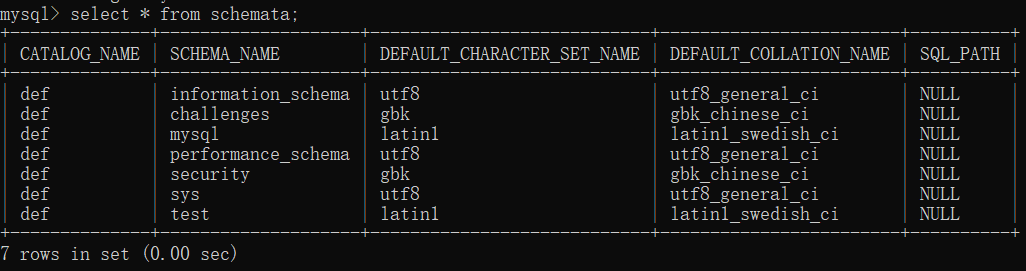 mysql> select * from schemata;
+--------------+--------------------+----------------------------+------------------------+----------+
| CATALOG_NAME | SCHEMA_NAME        | DEFAULT_CHARACTER_SET_NAME | DEFAULT_COLLATION_NAME | SQL_PATH |
+--------------+--------------------+----------------------------+------------------------+----------+
| def          | information_schema | utf8                       | utf8_general_ci        | NULL     |
| def          | challenges         | gbk                        | gbk_chinese_ci         | NULL     |
| def          | mysql              | latin1                     | latin1_swedish_ci      | NULL     |
| def          | performance_schema | utf8                       | utf8_general_ci        | NULL     |
| def          | security           | gbk                        | gbk_chinese_ci         | NULL     |
| def          | sys                | utf8                       | utf8_general_ci        | NULL     |
| def          | test               | latin1                     | latin1_swedish_ci      | NULL     |
+--------------+--------------------+----------------------------+------------------------+----------+
7 rows in set (0.00 sec)